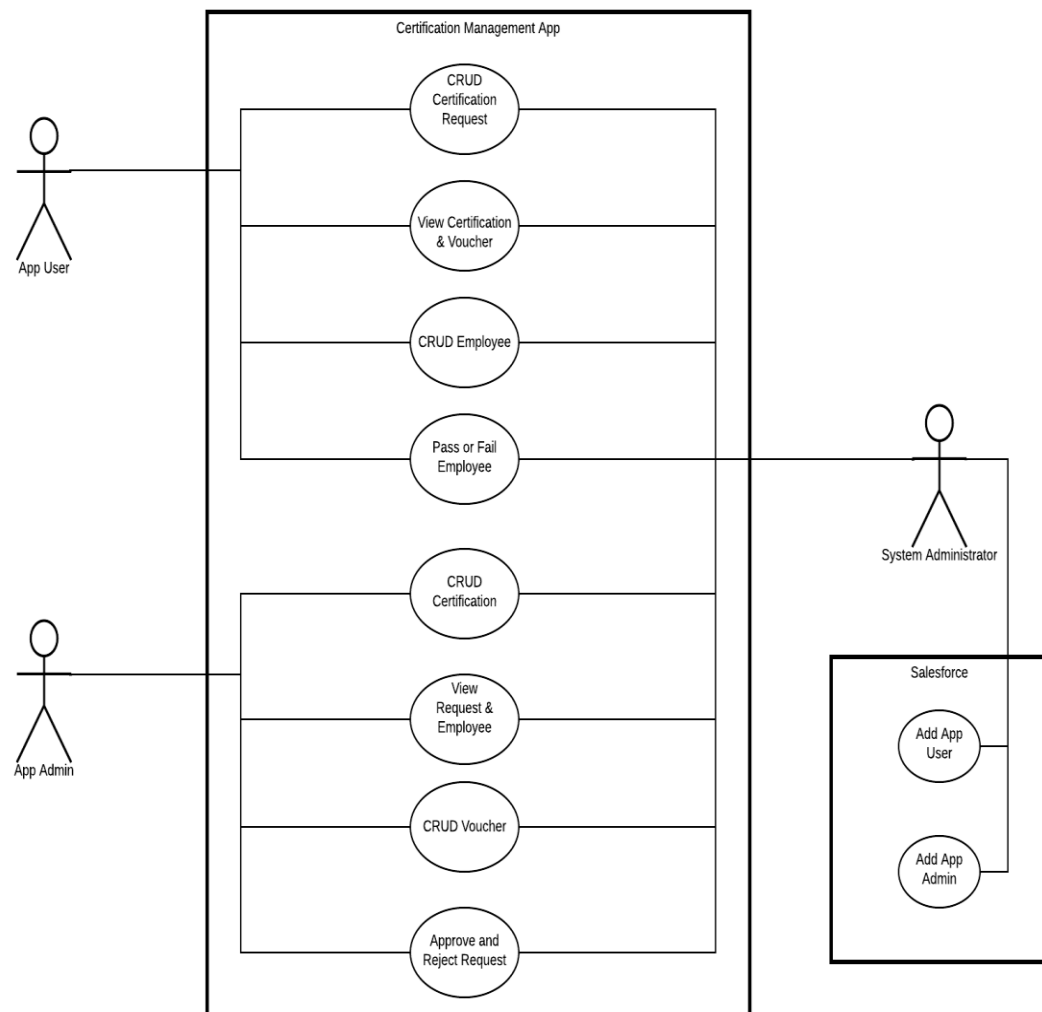 Certification Management App
CRUD
Certification
Request
View Certification
& Voucher
CRUD Employee
Pass or Fail
Employee
CRUD
Certification
View
Request &
Employee
CRUD Voucher
Approve and
Reject Request
App User
App Admin
System Administrator
Salesforce
Add App
User
Add App
Admin